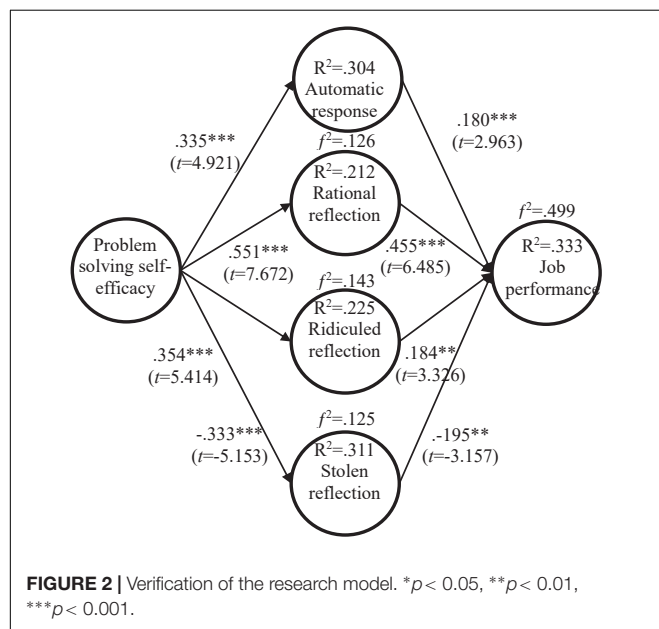 R²=.304
Automatic
response
.335***
(t=4.921)
.180***
(t=2.963)
f²=.126
R²=.212
Rational
reflection
f²=.499
Problem
solving self-
efficacy
.551***
(t=7.672)
.455***
(t=6.485)
R²=.333
Job
performance
f²=.143
R²=.225
Ridiculed
reflection
.354***
(t=5.414)
.184**
(t=3.326)
f²=.125
-.333***
(t=-5.153)
R²=.311
Stolen
reflection
.-195**
(t=-3.157)
FIGURE 2 | Verification of the research model. *p< 0.05, **p< 0.01,
***p< 0.001.